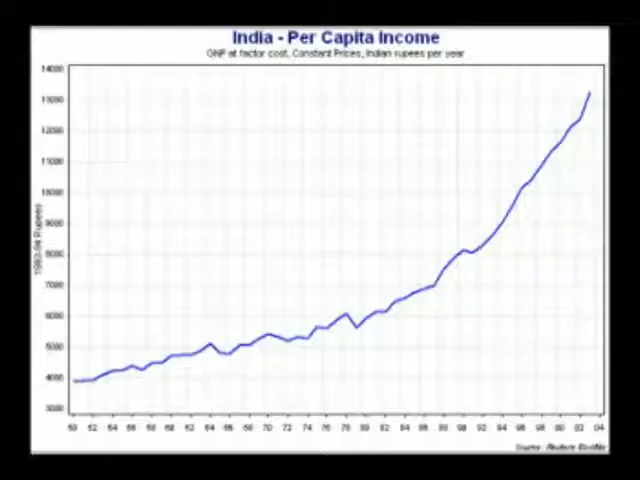 India - Per Capita Income
GNP at factor cost, Constant Prices, Indian rupees per year
14000
13000
12000
11000
10000
9000
8000
7000
6000
5000
4000
3000
1993-94 Rupees
50 52 54 56 58 60 62 64 66 68 70 72 74 76 78 80 82 84 86 88 90 92 94 96 98 00 02 04
Source: Reuters